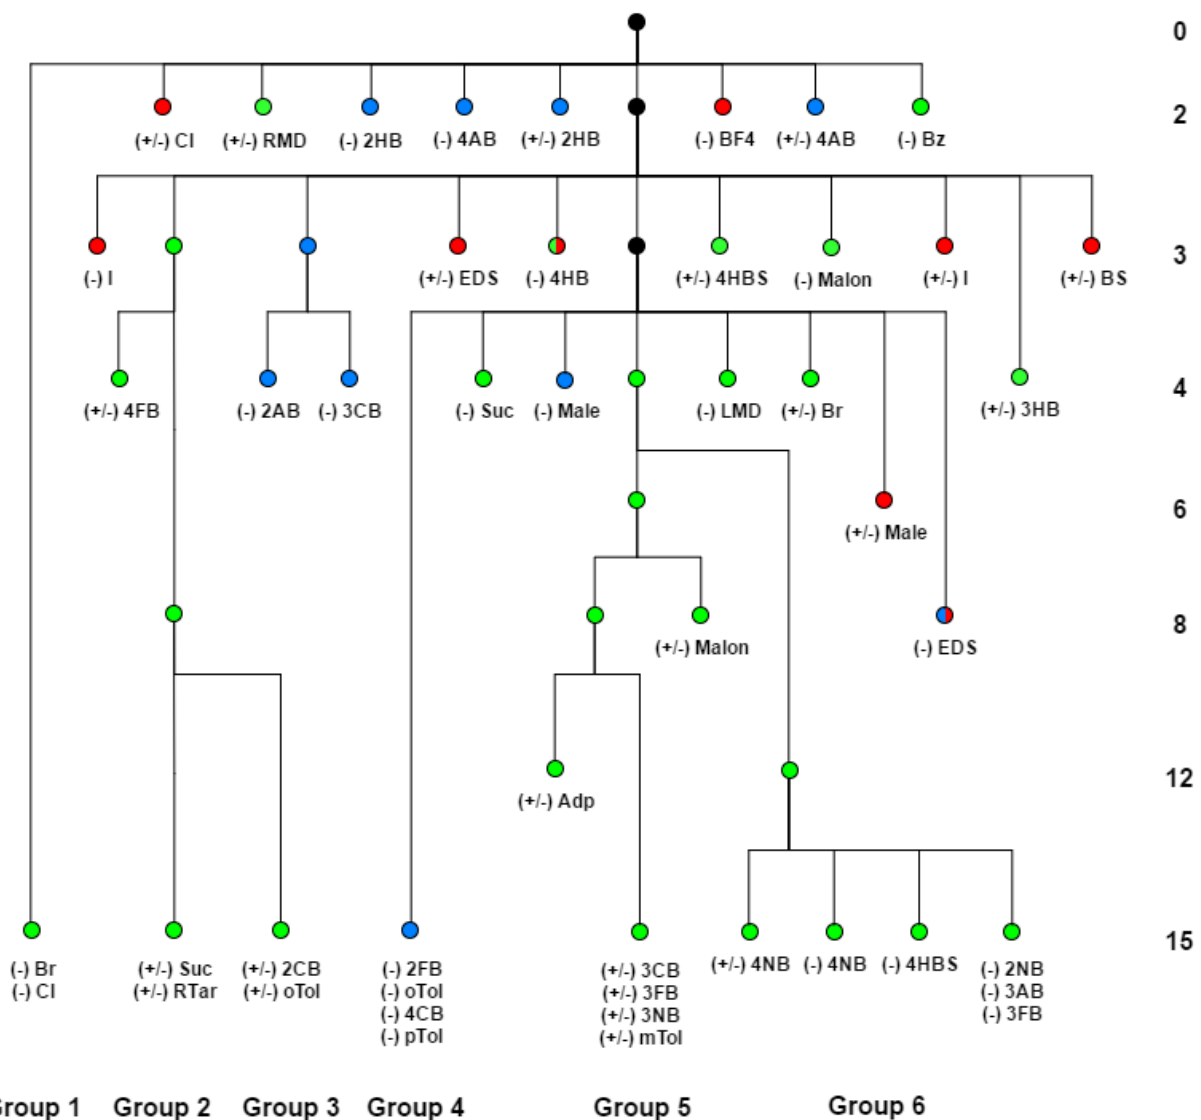 0
2
(+/-) Cl
(+/-) RMD
(-) 2HB
(-) 4AB
(+/-) 2HB
(-) BF4
(+/-) 4AB
(-) Bz
3
(-) I
(+/-) EDS
(-) 4HB
(+/-) 4HBS
(-) Malon
(+/-) I
(+/-) BS
4
(+/-) 4FB
(-) 2AB
(-) 3CB
(-) Suc
(-) Male
(-) LMD
(+/-) Br
(+/-) 3HB
6
(+/-) Male
8
(+/-) Malon
(-) EDS
12
(+/-) Adp
15
(-) Br
(-) Cl
(+/-) Suc
(+/-) RTar
(+/-) 2CB
(+/-) oTol
(-) 2FB
(-) oTol
(-) 4CB
(-) pTol
(+/-) 3CB
(+/-) 3FB
(+/-) 3NB
(+/-) mTol
(+/-) 4NB
(-) 4NB
(-) 4HBS
(-) 2NB
(-) 3AB
(-) 3FB
Group 1
Group 2
Group 3
Group 4
Group 5
Group 6